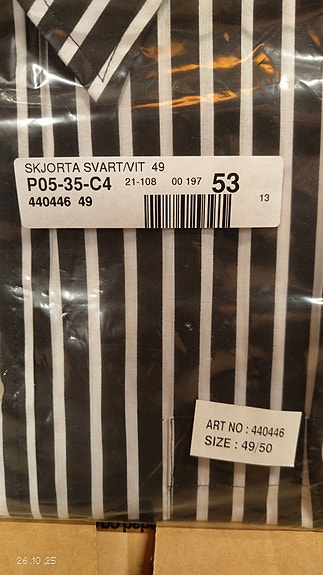 SKJORTA SVART/VIT 49
P05-35-C4 21-108 00 197 53
440446 49
13
ART NO : 440446
SIZE : 49/50
26.10.25